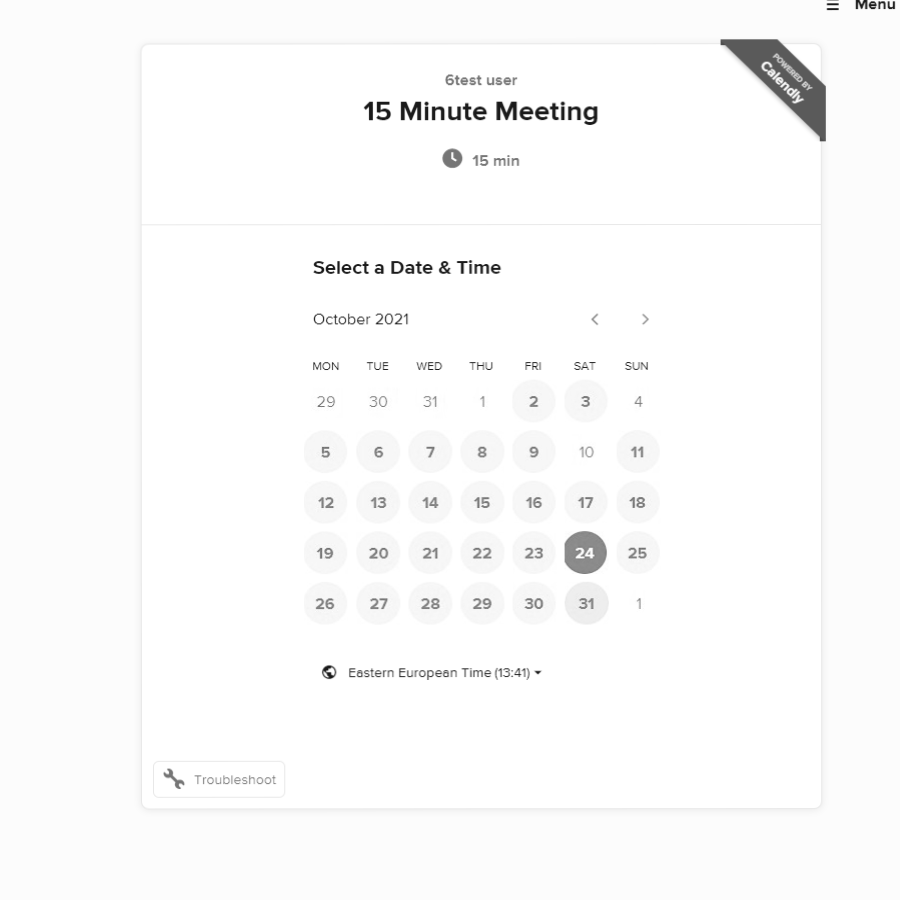 ☰ Menu
POWERED BY
Calendly
6test user
15 Minute Meeting
15 min
Select a Date & Time
October 2021
MON TUE WED THU FRI SAT SUN
29 30 31 1 2 3 4
5 6 7 8 9 10 11
12 13 14 15 16 17 18
19 20 21 22 23 24 25
26 27 28 29 30 31 1
Eastern European Time (13:41)
Troubleshoot